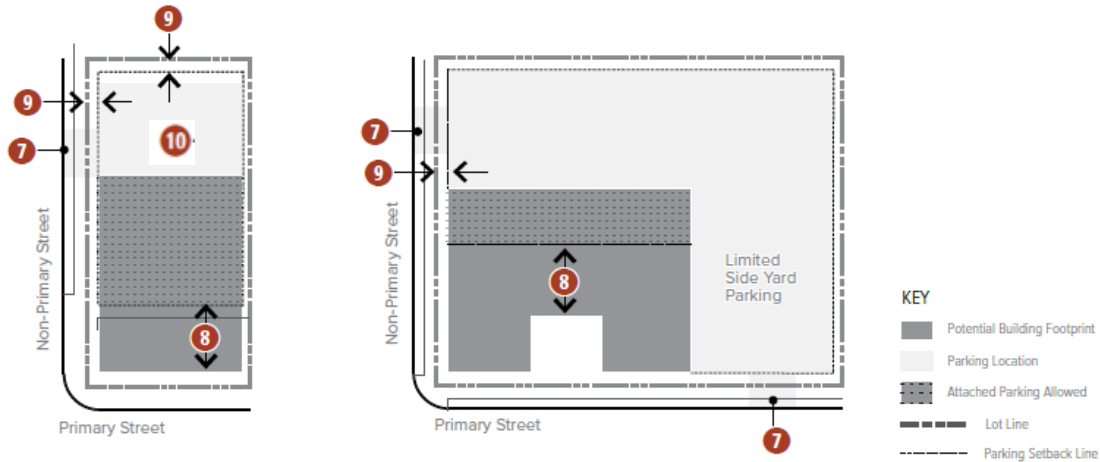 9
9
7
10
8
Non-Primary Street
Primary Street
7
9
8
Non-Primary Street
Limited
Side Yard
Parking
Primary Street
7
KEY
Potential Building Footprint
Parking Location
Attached Parking Allowed
Lot Line
Parking Setback Line